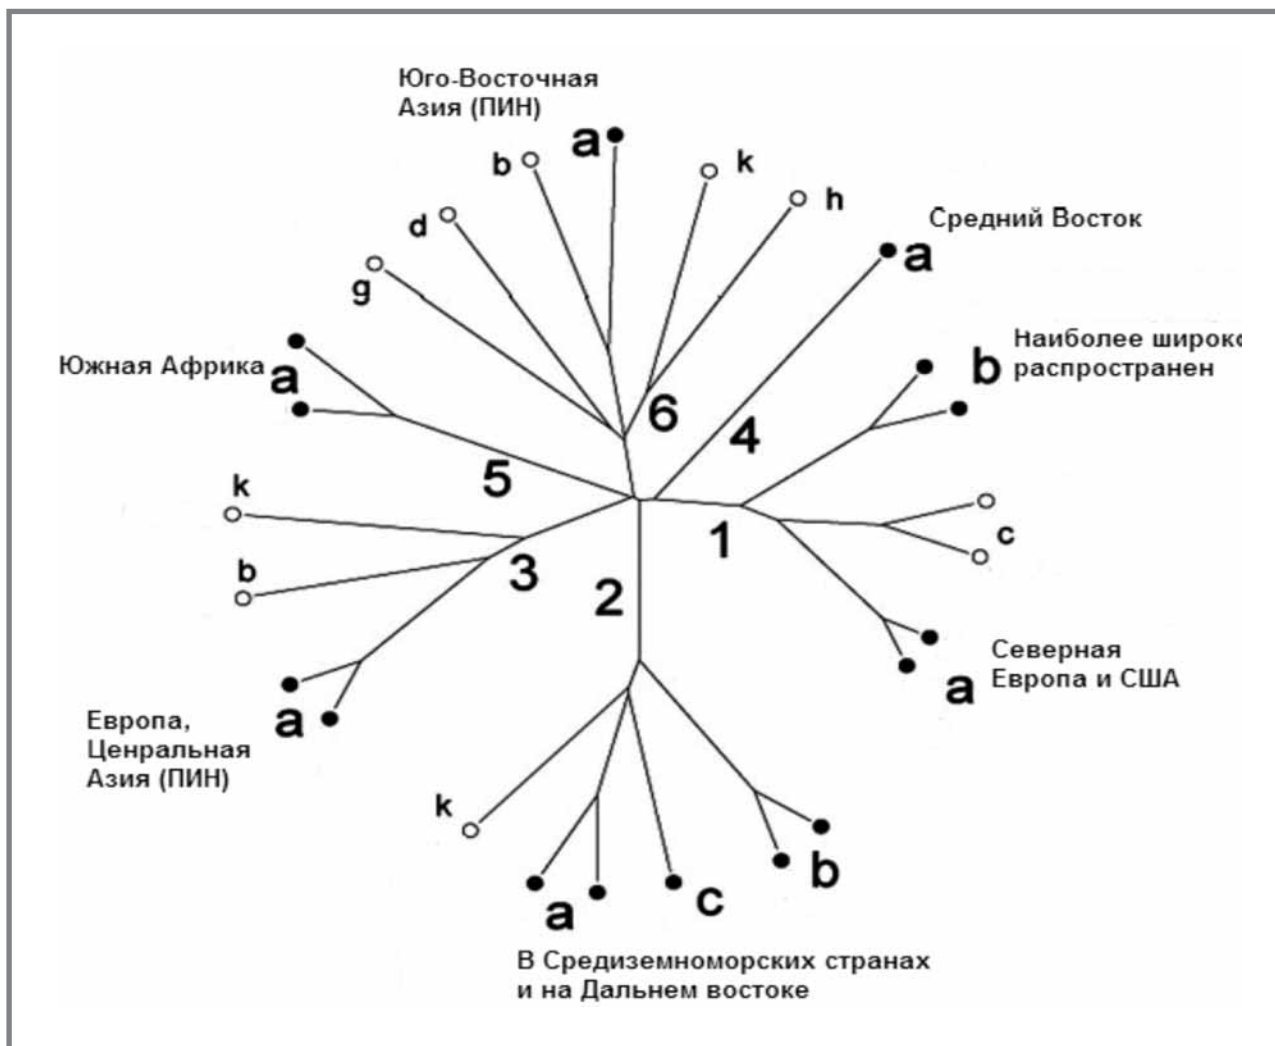 Юго-Восточная
Азия (ПИН)
a
b
k
h
d
g
Средний Восток
a
Наиболее широко
распространен
b
Южная Африка
a
6
4
5
k
1
c
3
b
2
Северная
Европа и США
a
Европа,
Ценральная
Азия (ПИН)
a
k
b
a
c
В Средиземноморских странах
и на Дальнем востоке